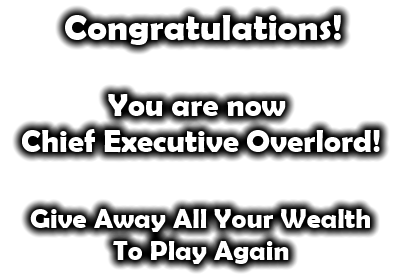 Congratulations!
You are now
Chief Executive Overlord!
Give Away All Your Wealth
To Play Again